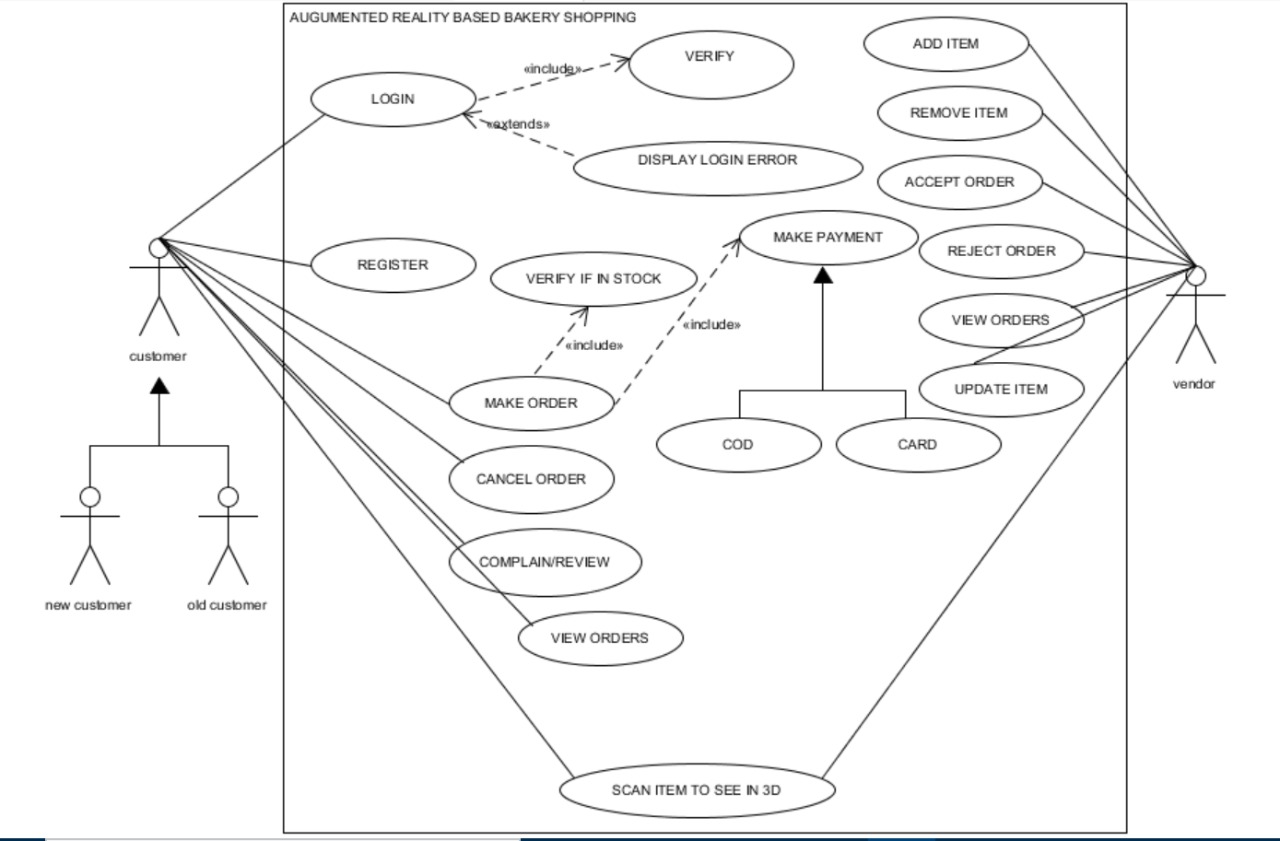 AUGUMENTED REALITY BASED BAKERY SHOPPING
ADD ITEM
VERIFY
«include»
LOGIN
REMOVE ITEM
«extends»
DISPLAY LOGIN ERROR
ACCEPT ORDER
MAKE PAYMENT
REJECT ORDER
REGISTER
VERIFY IF IN STOCK
VIEW ORDERS
«include»
«include»
customer
vendor
UPDATE ITEM
MAKE ORDER
COD
CARD
CANCEL ORDER
COMPLAIN/REVIEW
new customer
old customer
VIEW ORDERS
SCAN ITEM TO SEE IN 3D